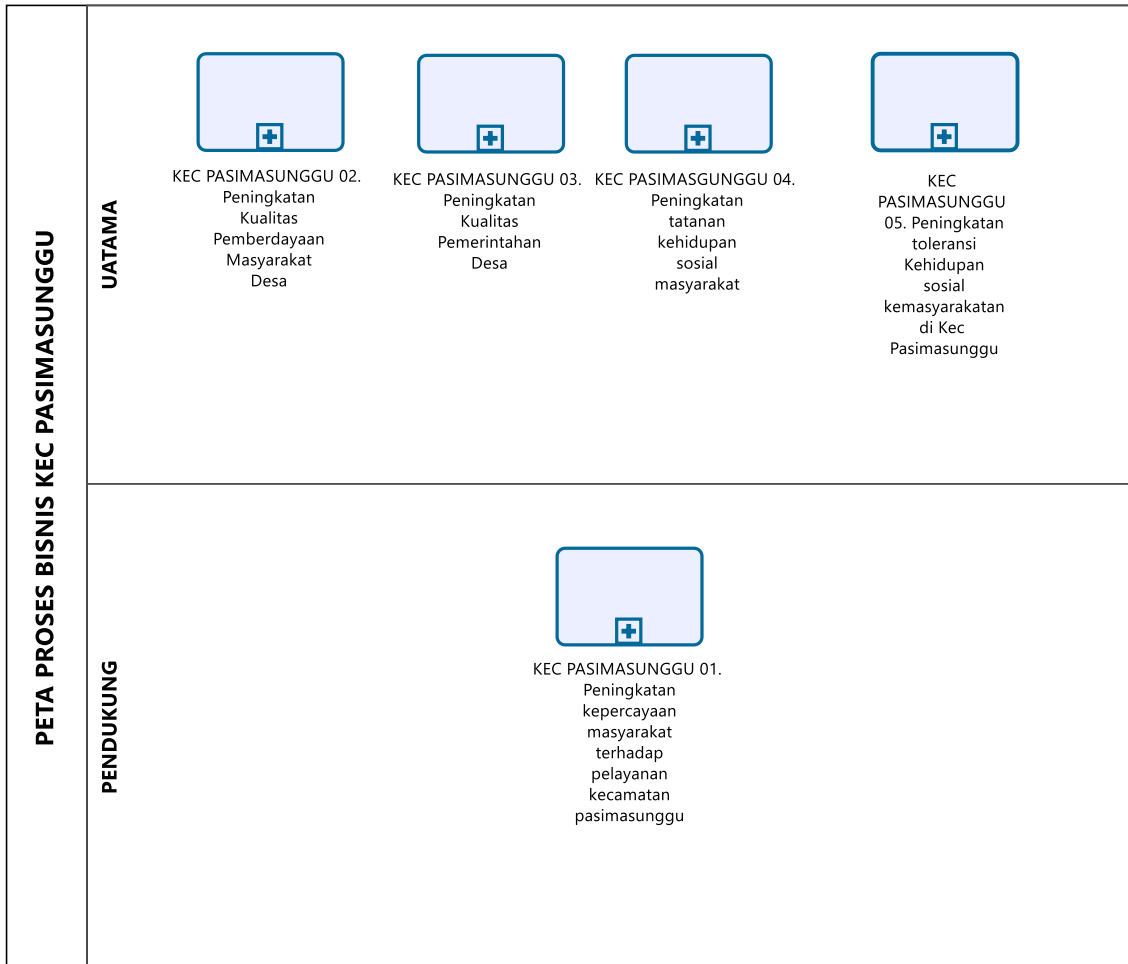 PETA PROSES BISNIS KEC PASIMASUNGGU
UATAMA
KEC PASIMASUNGGU 02.
Peningkatan
Kualitas
Pemberdayaan
Masyarakat
Desa
KEC PASIMASUNGGU 03.
Peningkatan
Kualitas
Pemerintahan
Desa
KEC PASIMASGUNGGU 04.
Peningkatan
tatanan
kehidupan
sosial
masyarakat
KEC
PASIMASUNGGU
05. Peningkatan
toleransi
Kehidupan
sosial
kemasyarakatan
di Kec
Pasimasunggu
PENDUKUNG
KEC PASIMASUNGGU 01.
Peningkatan
kepercayaan
masyarakat
terhadap
pelayanan
kecamatan
pasimasunggu